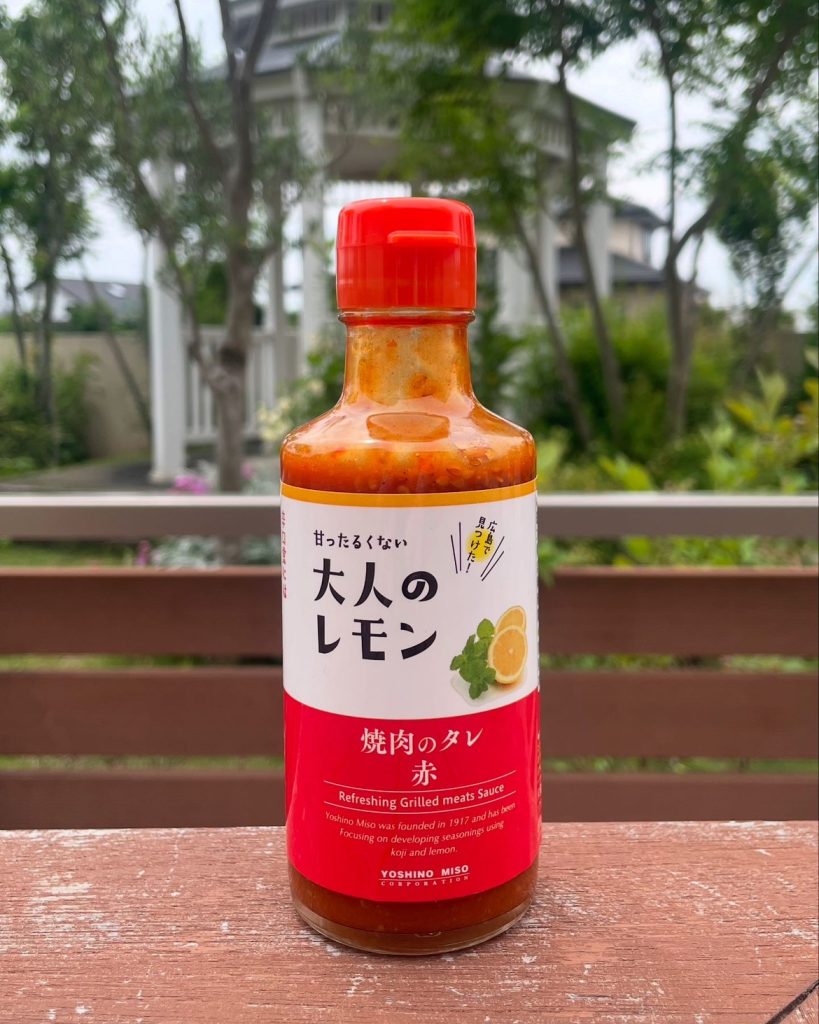 甘ったるくない
大人の
レモン
広島で
見つけた！
焼肉のタレ
赤
Refreshing Grilled meats Sauce
Yoshino Miso was founded in 1917 and has been
Focusing on developing seasonings using
koji and lemon.
YOSHINO MISO
CORPORATION